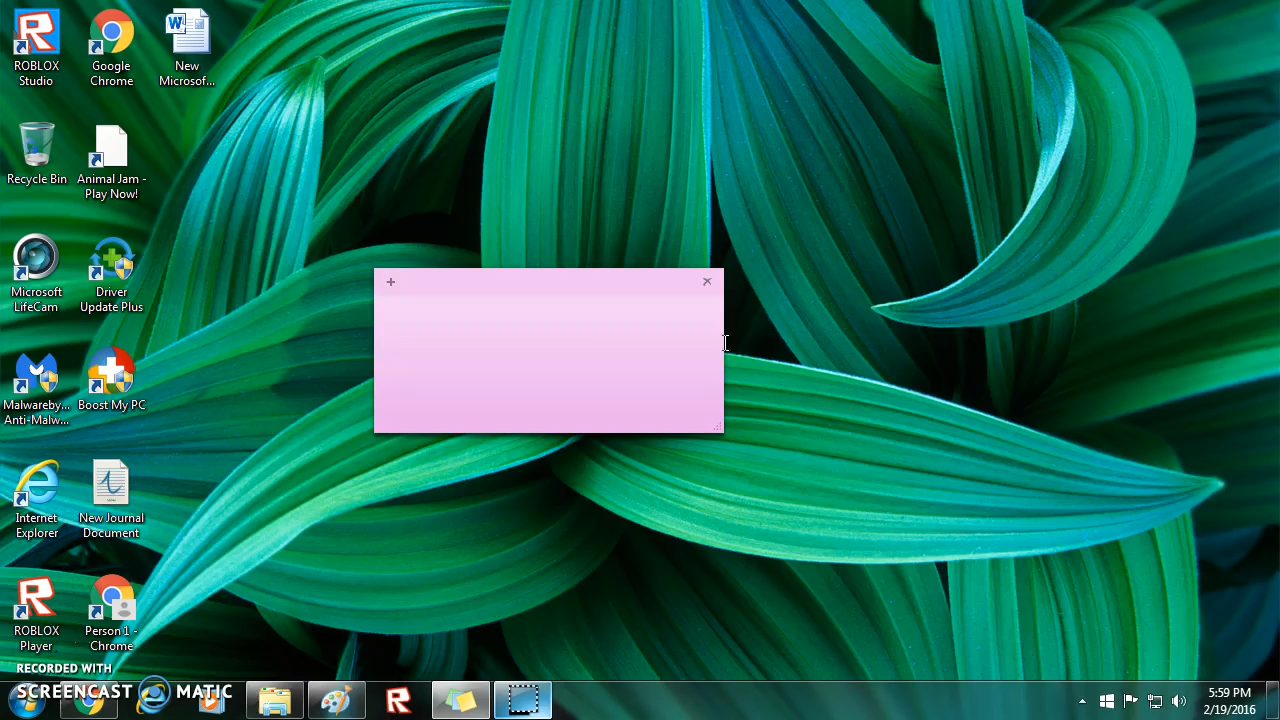 ROBLOX
Studio
Google
Chrome
New
Microsof...
Recycle Bin
Animal Jam -
Play Now!
Microsoft
LifeCam
Driver
Update Plus
Malwareby...
Anti-Malw...
Boost My PC
Internet
Explorer
New Journal
Document
ROBLOX
Player
Person 1 -
Chrome
RECORDED WITH
SCREENCAST MATIC
5:59 PM
2/19/2016